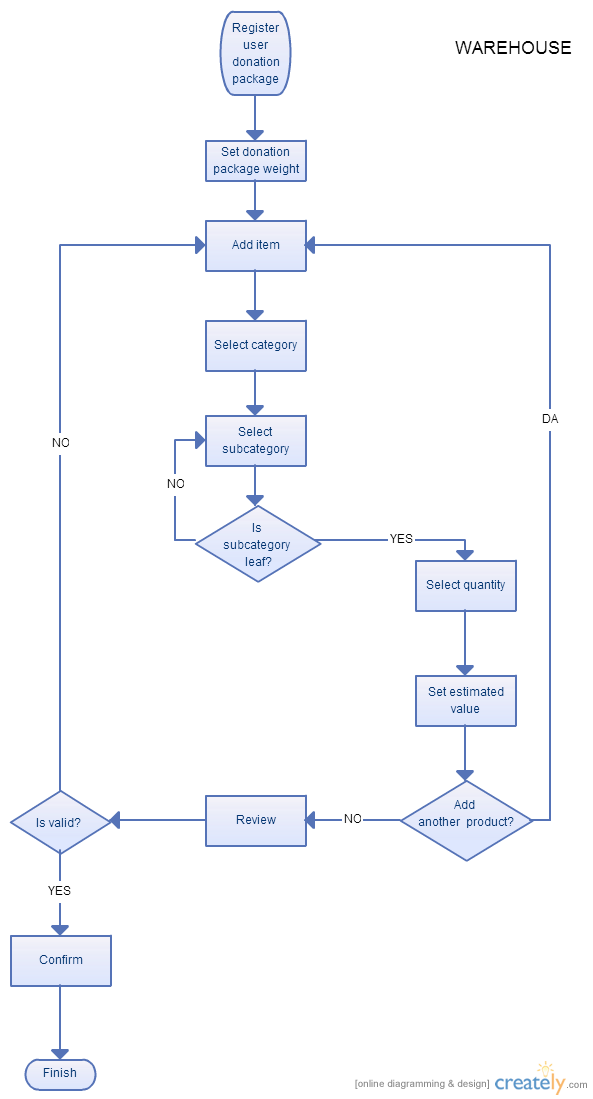 Register
user
donation
package
WAREHOUSE
Set donation
package weight
Add item
Select category
DA
Select
subcategory
NO
NO
Is
subcategory
leaf?
YES
Select quantity
Set estimated
value
Add
another product?
NO
Review
Is valid?
YES
Confirm
Finish
[online diagramming & design] creately.com